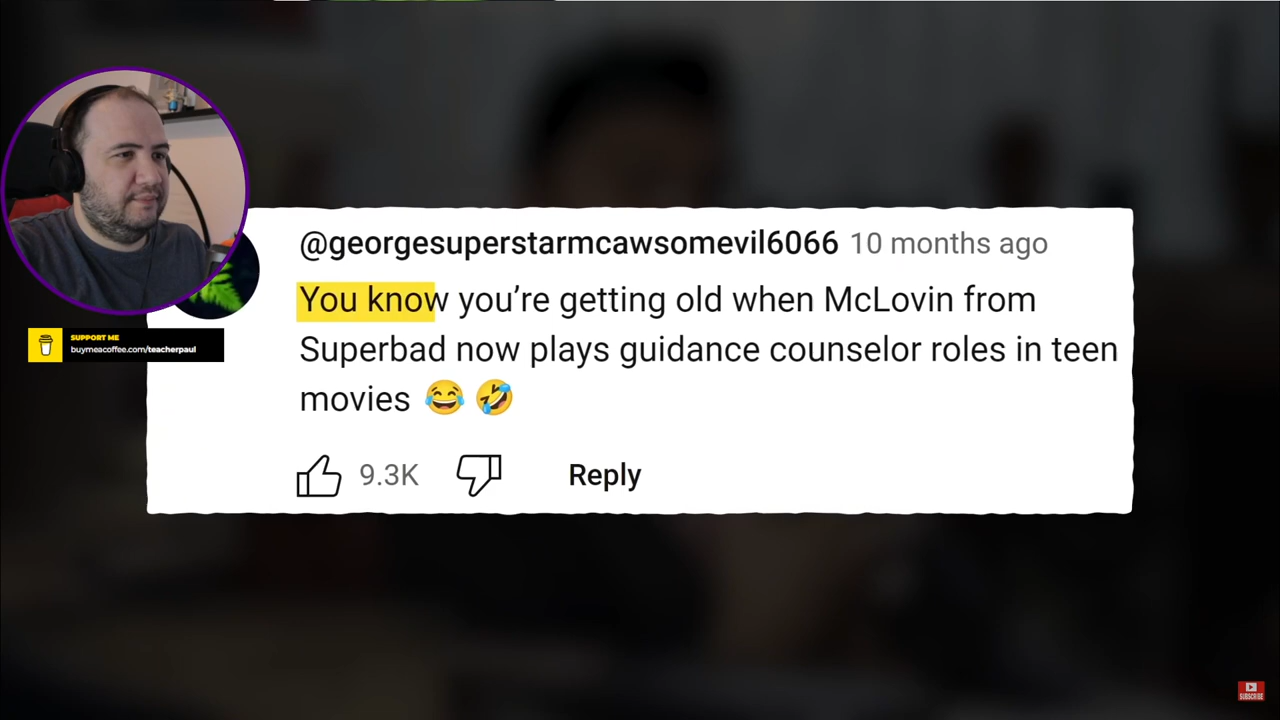 @georgesuperstarmcawsomevil6066 10 months ago
You know you’re getting old when McLovin from
Superbad now plays guidance counselor roles in teen
movies 😂 🤣
9.3K Reply
SUPPORT ME
buymeacoffee.com/teacherpaul
SUBSCRIBE